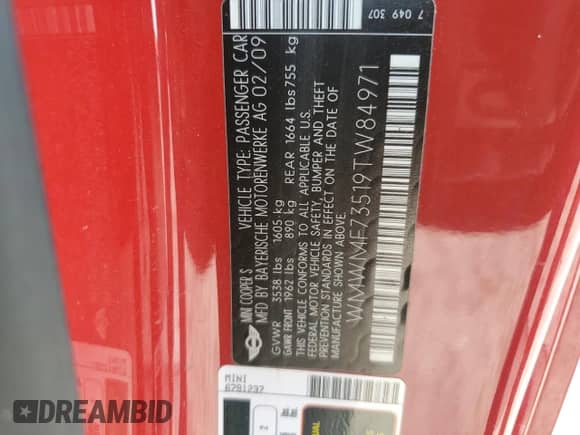 7 049 307
MINI COOPER S VEHICLE TYPE: PASSENGER CAR
MFD BY BAYERISCHE MOTORENWERKE AG 02/09
GVWR 3538 lbs 1605 kg
GAWR FRONT 1962 lbs 890 kg REAR 1664 lbs 755 kg
THIS VEHICLE CONFORMS TO ALL APPLICABLE U.S.
FEDERAL MOTOR VEHICLE SAFETY, BUMPER AND THEFT
PREVENTION STANDARDS IN EFFECT ON THE DATE
OF MANUFACTURE SHOWN ABOVE.
WMWMF73519TW84971
MINI
6791237
2
DREAMBID